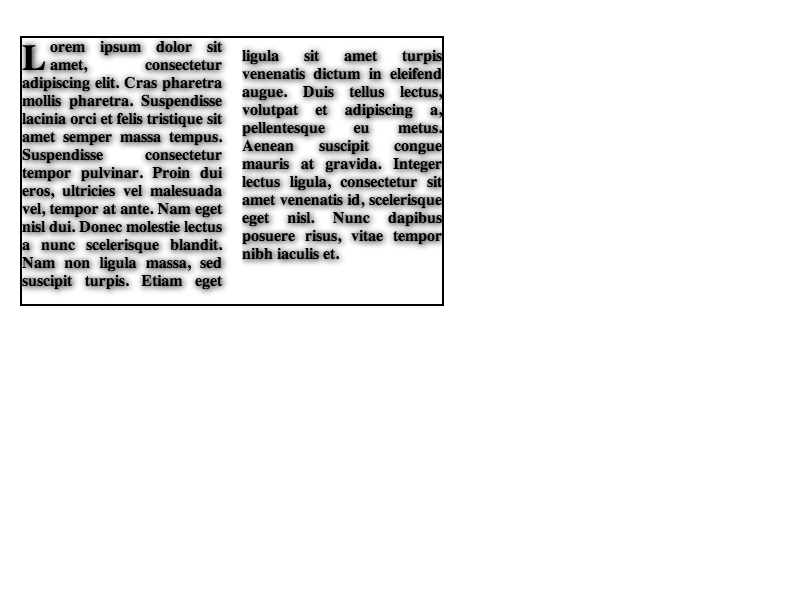 Lorem ipsum dolor sit
amet, consectetur
adipiscing elit. Cras pharetra
mollis pharetra. Suspendisse
lacinia orci et felis tristique sit
amet semper massa tempus.
Suspendisse consectetur
tempor pulvinar. Proin dui
eros, ultricies vel malesuada
vel, tempor at ante. Nam eget
nisl dui. Donec molestie lectus
a nunc scelerisque blandit.
Nam non ligula massa, sed
suscipit turpis. Etiam eget
ligula sit amet turpis
venenatis dictum in eleifend
augue. Duis tellus lectus,
volutpat et adipiscing a,
pellentesque eu metus.
Aenean suscipit congue
mauris at gravida. Integer
lectus ligula, consectetur sit
amet venenatis id, scelerisque
eget nisl. Nunc dapibus
posuere risus, vitae tempor
nibh iaculis et.